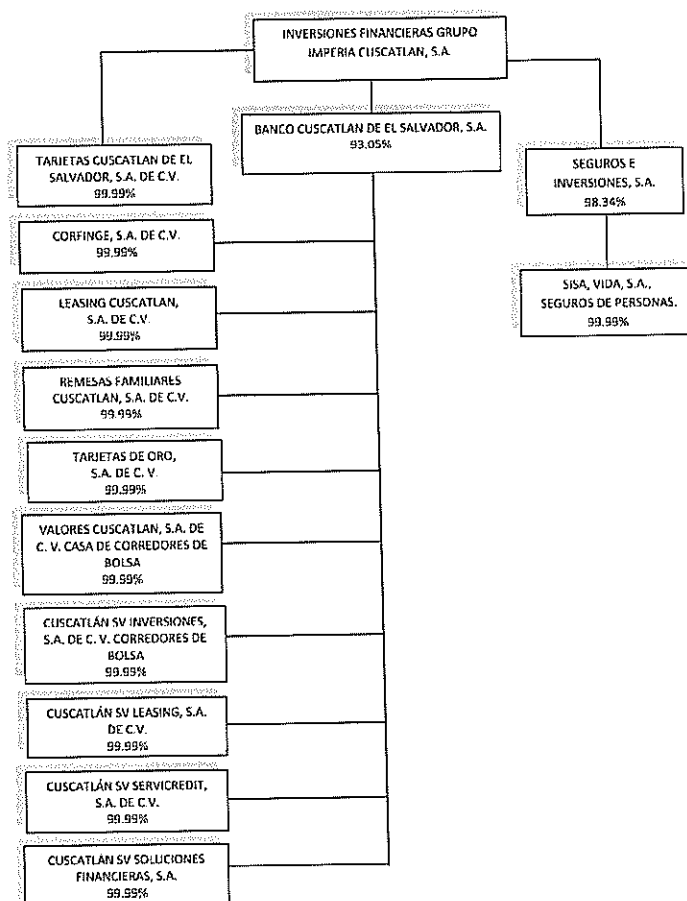 INVERSIONES FINANCIERAS GRUPO
IMPERIA CUSCATLAN, S.A.
BANCO CUSCATLAN DE EL SALVADOR, S.A.
93.05%
TARJETAS CUSCATLAN DE EL
SALVADOR, S.A. DE C.V.
99.99%
SEGUROS E
INVERSIONES, S.A.
98.34%
CORFINGE, S.A. DE C.V.
99.99%
SISA, VIDA, S.A.,
SEGUROS DE PERSONAS.
99.99%
LEASING CUSCATLAN,
S.A. DE C.V.
99.99%
REMESAS FAMILIARES
CUSCATLAN, S.A. DE C.V.
99.99%
TARJETAS DE ORO,
S.A. DE C. V.
99.99%
VALORES CUSCATLAN, S.A. DE
C. V. CASA DE CORREDORES DE
BOLSA
99.99%
CUSCATLÁN SV INVERSIONES,
S.A. DE C. V. CORREDORES DE
BOLSA
99.99%
CUSCATLÁN SV LEASING, S.A.
DE C.V.
99.99%
CUSCATLÁN SV SERVICREDIT,
S.A. DE C.V.
99.99%
CUSCATLÁN SV SOLUCIONES
FINANCIERAS, S.A.
99.99%